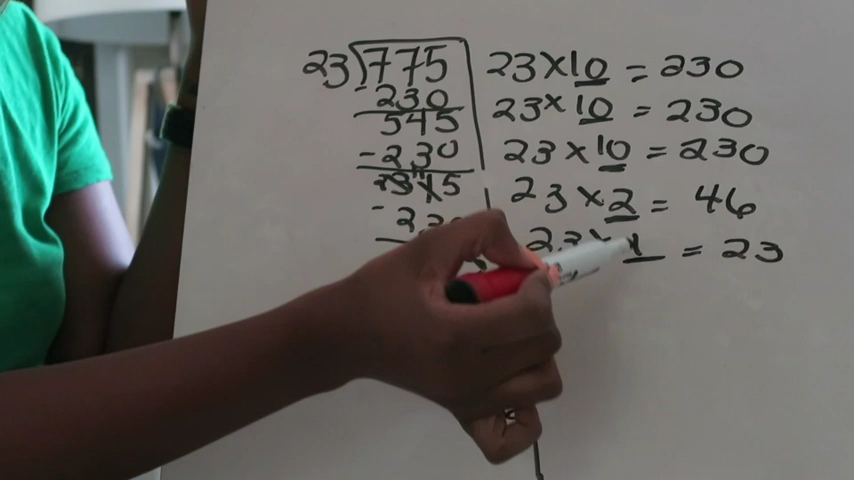 23)775 23×10 = 230
-230 23×10 = 230
545 23×10 = 230
-230 23×2 = 46
315 23×1 = 23
-230